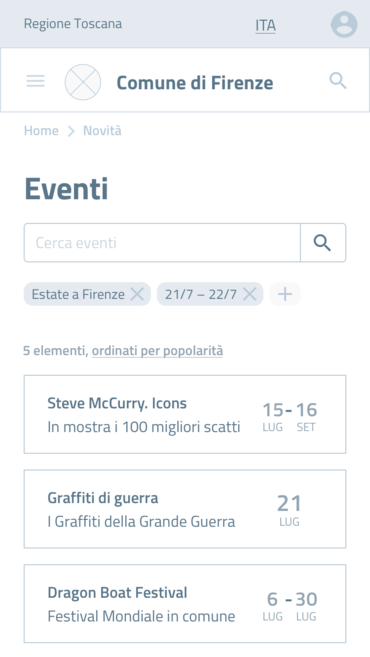 Regione Toscana ITA
Comune di Firenze
Home Novità
Eventi
Cerca eventi
Estate a Firenze 21/7 – 22/7
5 elementi, ordinati per popolarità
Steve McCurry. Icons
In mostra i 100 migliori scatti
15-16
LUG SET
Graffiti di guerra
I Graffiti della Grande Guerra
21
LUG
Dragon Boat Festival
Festival Mondiale in comune
6 -30
LUG LUG